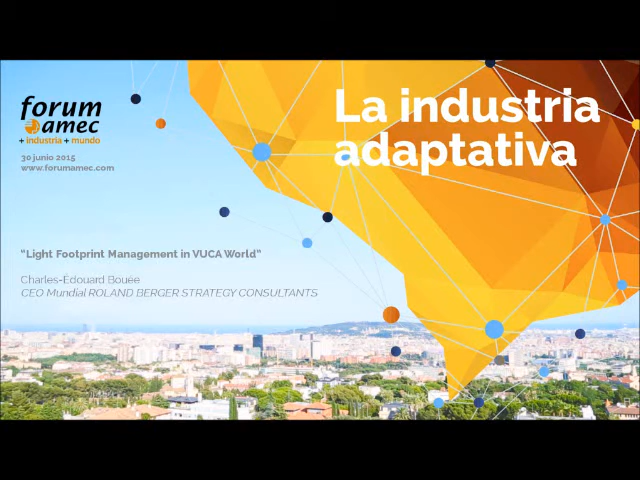 forum
amec
+ industria + mundo
30 junio 2015
www.forumamec.com
La industria
adaptativa
“Light Footprint Management in VUCA World”
Charles-Édouard Bouée
CEO Mundial ROLAND BERGER STRATEGY CONSULTANTS